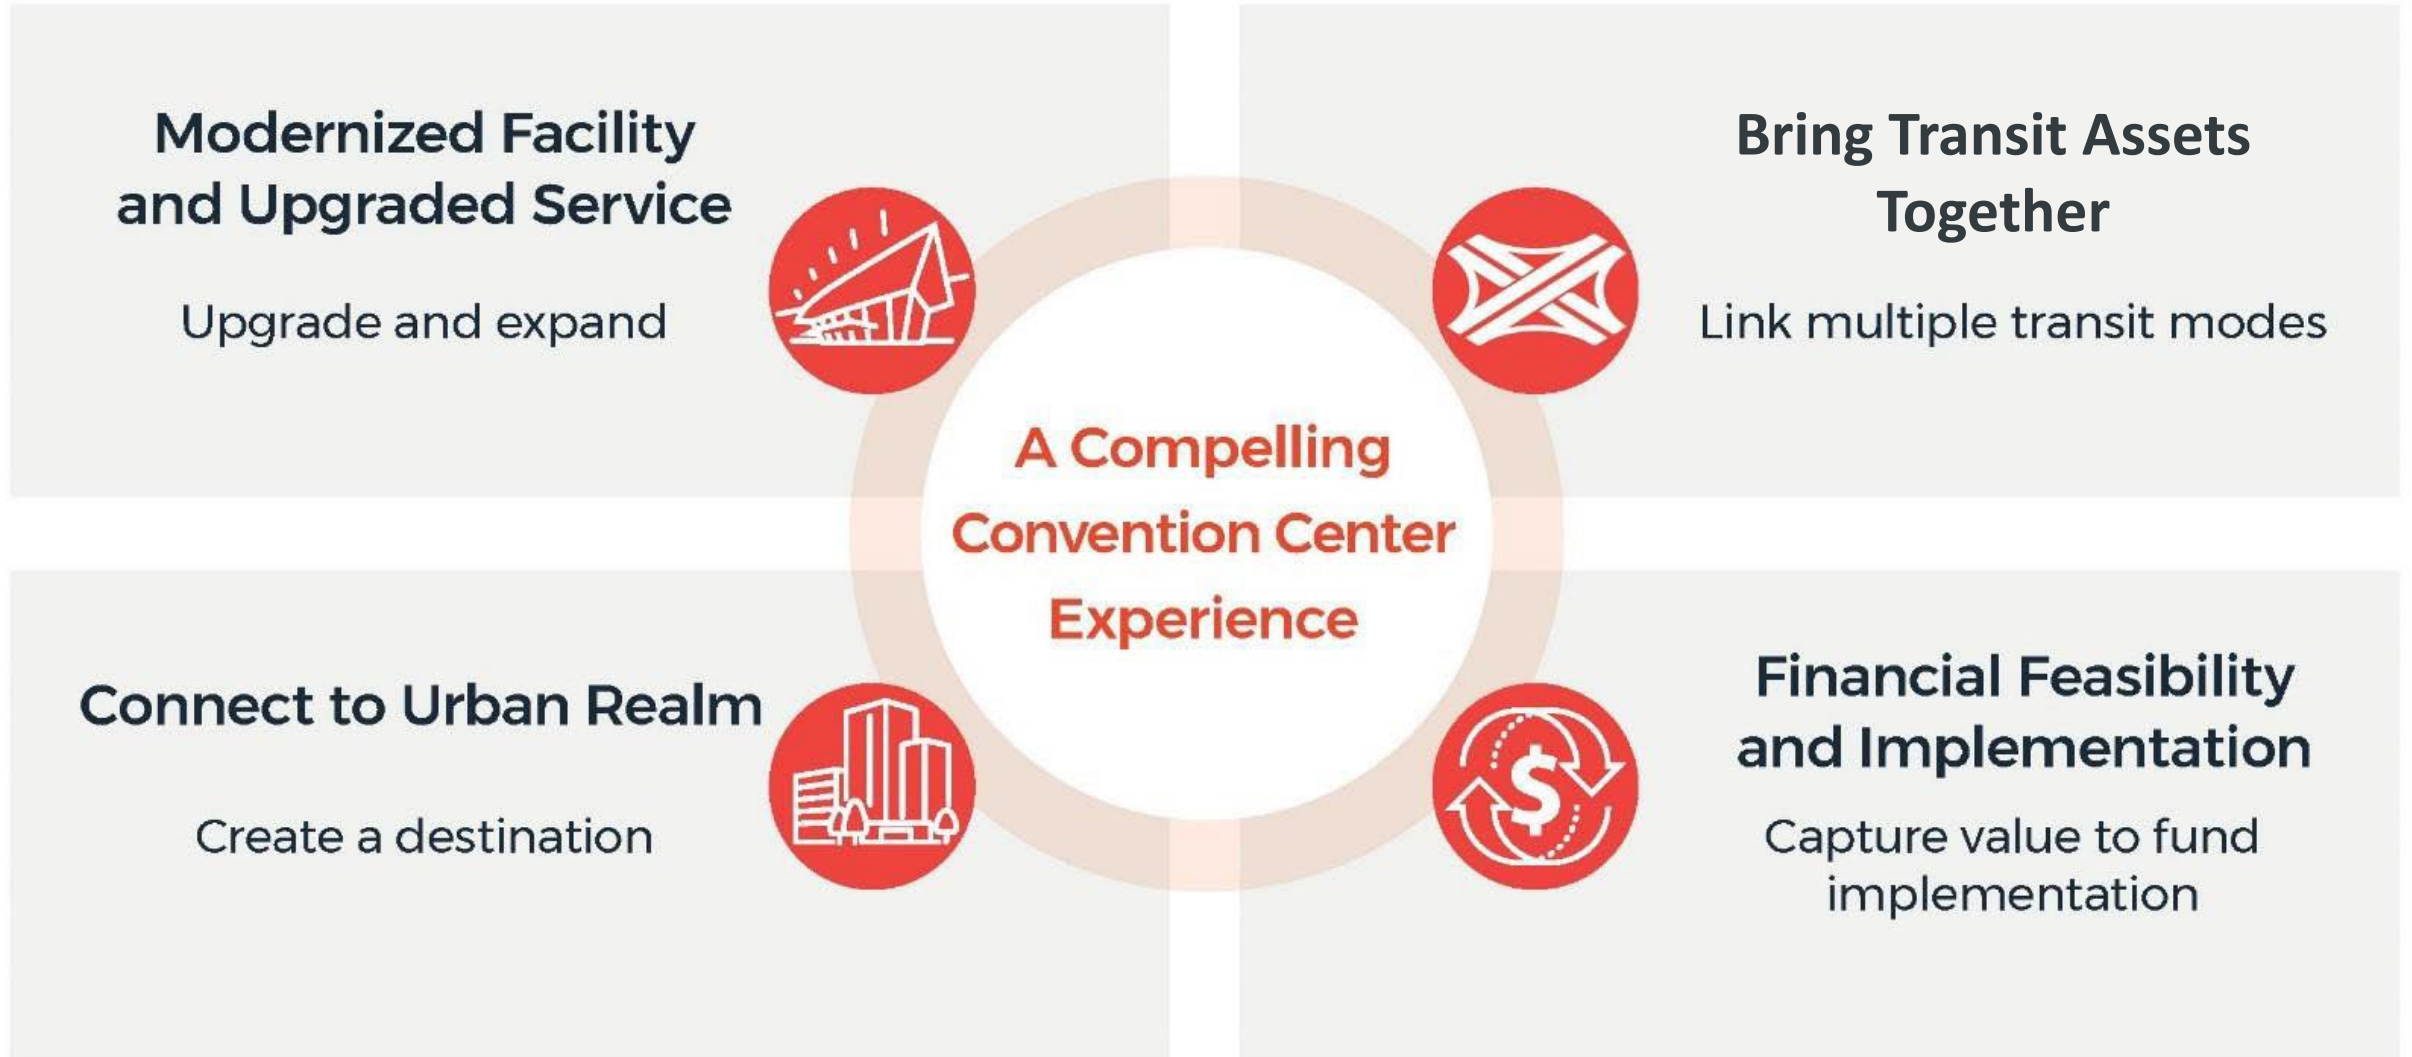 Modernized Facility
and Upgraded Service
Upgrade and expand
Bring Transit Assets
Together
Link multiple transit modes
A Compelling
Convention Center
Experience
Connect to Urban Realm
Create a destination
Financial Feasibility
and Implementation
Capture value to fund
implementation
$